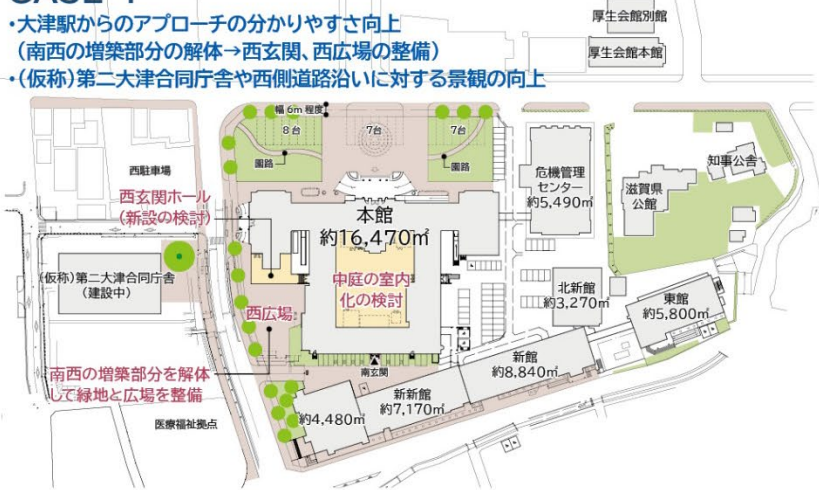 ・大津駅からのアプローチの分かりやすさ向上
（南西の増築部分の解体→西玄関、西広場の整備）
・（仮称）第二大津合同庁舎や西側道路沿いに対する景観の向上
厚生会館別館
厚生会館本館
幅6m程度
8台
7台
7台
園路
園路
西駐車場
西玄関ホール
（新設の検討）
本館
約16,470㎡
危機管理
センター
約5,490㎡
滋賀県
公館
知事公舎
（仮称）第二大津合同庁舎
（建設中）
中庭の室内
化の検討
西広場
北新館
約3,270㎡
東館
約5,800㎡
南西の増築部分を解体
して緑地と広場を整備
南玄関
新館
約8,840㎡
新新館
約7,170㎡
約4,480㎡
医療福祉拠点